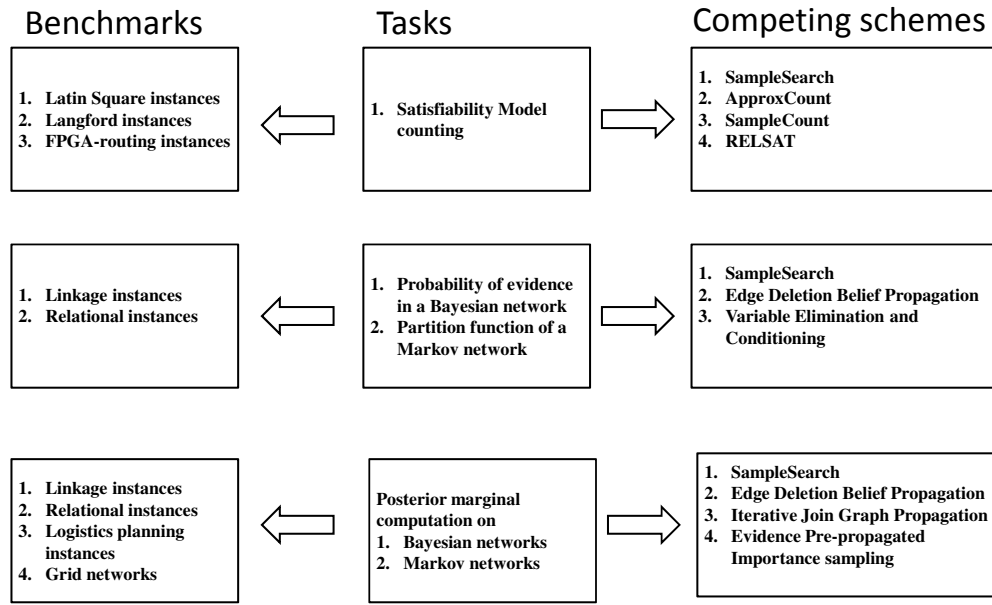 Benchmarks
Tasks
Competing schemes
1. Latin Square instances
2. Langford instances
3. FPGA-routing instances
1. Satisfiability Model
counting
1. SampleSearch
2. ApproxCount
3. SampleCount
4. RELSAT
1. Linkage instances
2. Relational instances
1. Probability of evidence
in a Bayesian network
2. Partition function of a
Markov network
1. SampleSearch
2. Edge Deletion Belief Propagation
3. Variable Elimination and
Conditioning
1. Linkage instances
2. Relational instances
3. Logistics planning
instances
4. Grid networks
Posterior marginal
computation on
1. Bayesian networks
2. Markov networks
1. SampleSearch
2. Edge Deletion Belief Propagation
3. Iterative Join Graph Propagation
4. Evidence Pre-propagated
Importance sampling